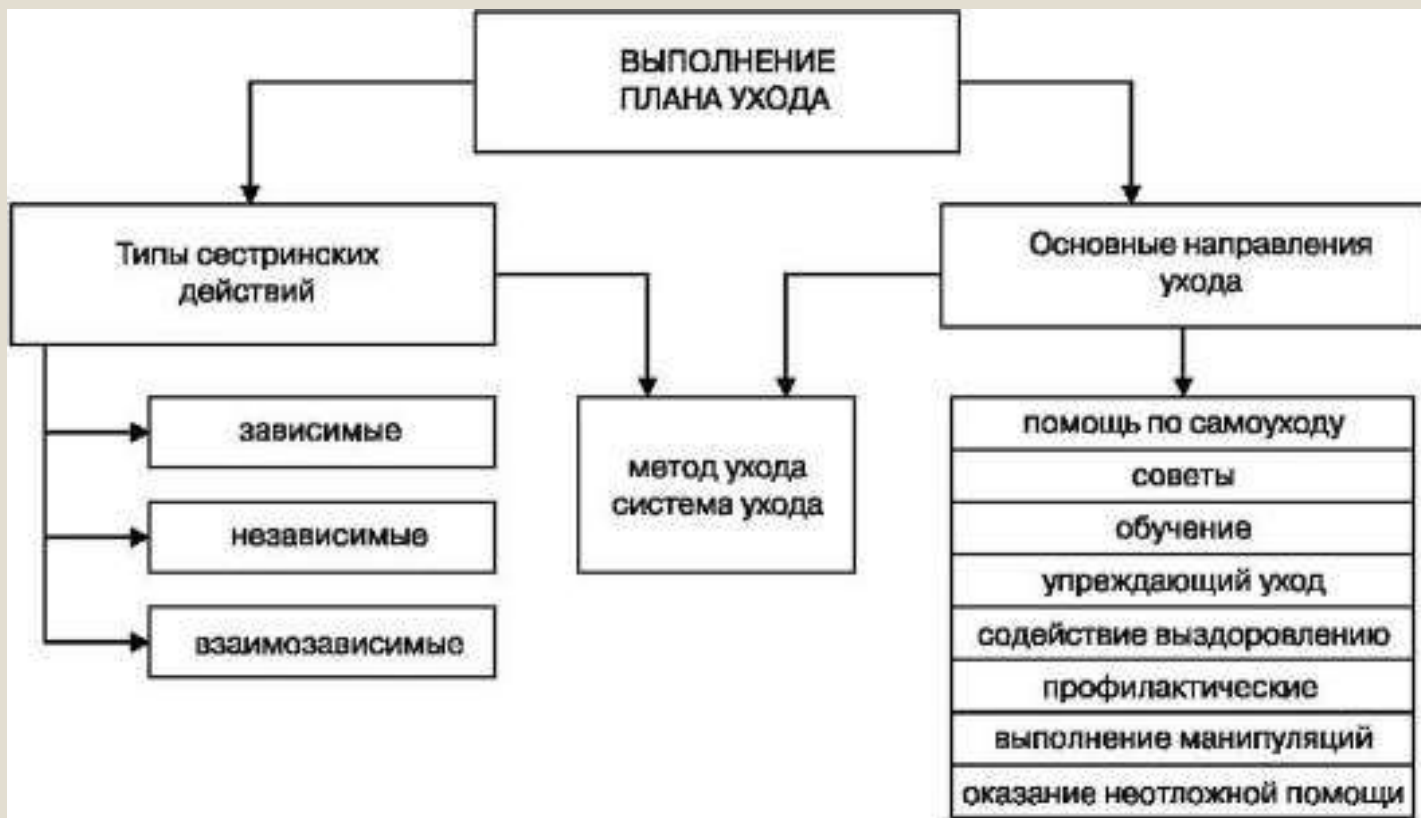 ВЫПОЛНЕНИЕ
ПЛАНА УХОДА
Типы сестринских
действий
Основные направления
ухода
зависимые
независимые
взаимозависимые
метод ухода
система ухода
помощь по самоуходу
советы
обучение
упреждающий уход
содействие выздоровлению
профилактические
выполнение манипуляций
оказание неотложной помощи